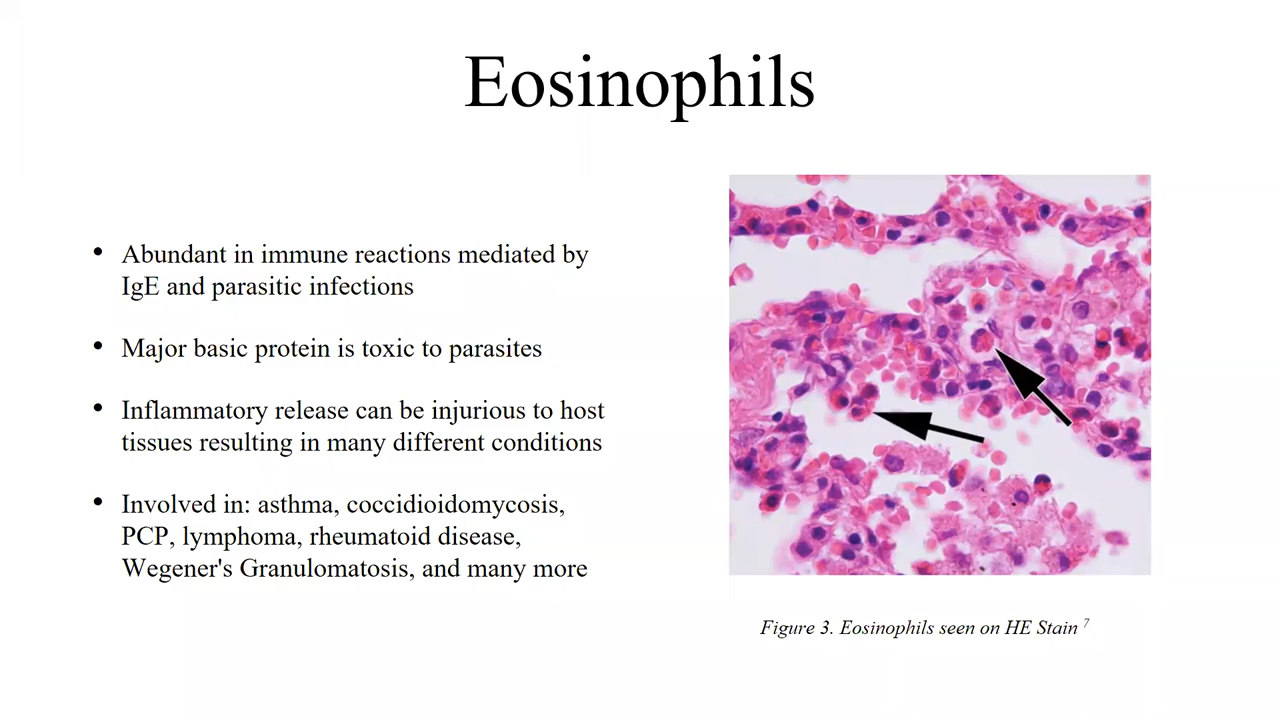 Eosinophils
• Abundant in immune reactions mediated by
IgE and parasitic infections
• Major basic protein is toxic to parasites
• Inflammatory release can be injurious to host
tissues resulting in many different conditions
• Involved in: asthma, coccidioidomycosis,
PCP, lymphoma, rheumatoid disease,
Wegener's Granulomatosis, and many more
Figure 3. Eosinophils seen on HE Stain 7